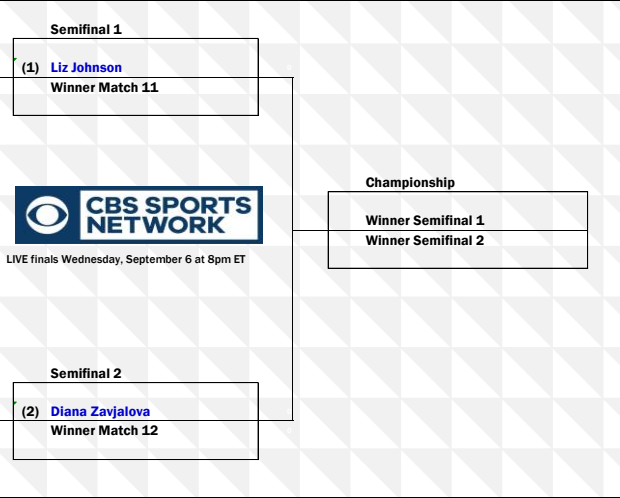 Semifinal 1
(1) Liz Johnson
Winner Match 11
CBS SPORTS
NETWORK
LIVE finals Wednesday, September 6 at 8pm ET
Championship
Winner Semifinal 1
Winner Semifinal 2
Semifinal 2
(2) Diana Zavjalova
Winner Match 12